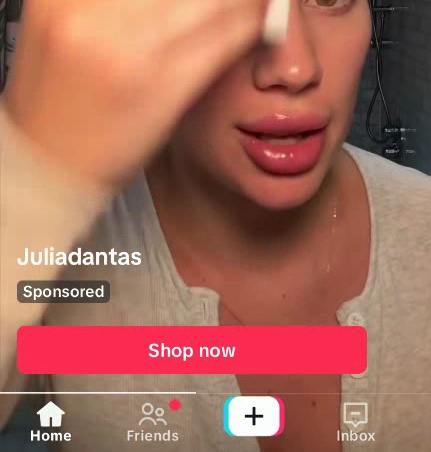 Juliadantas
Sponsored
Shop now
Home
Friends
Inbox